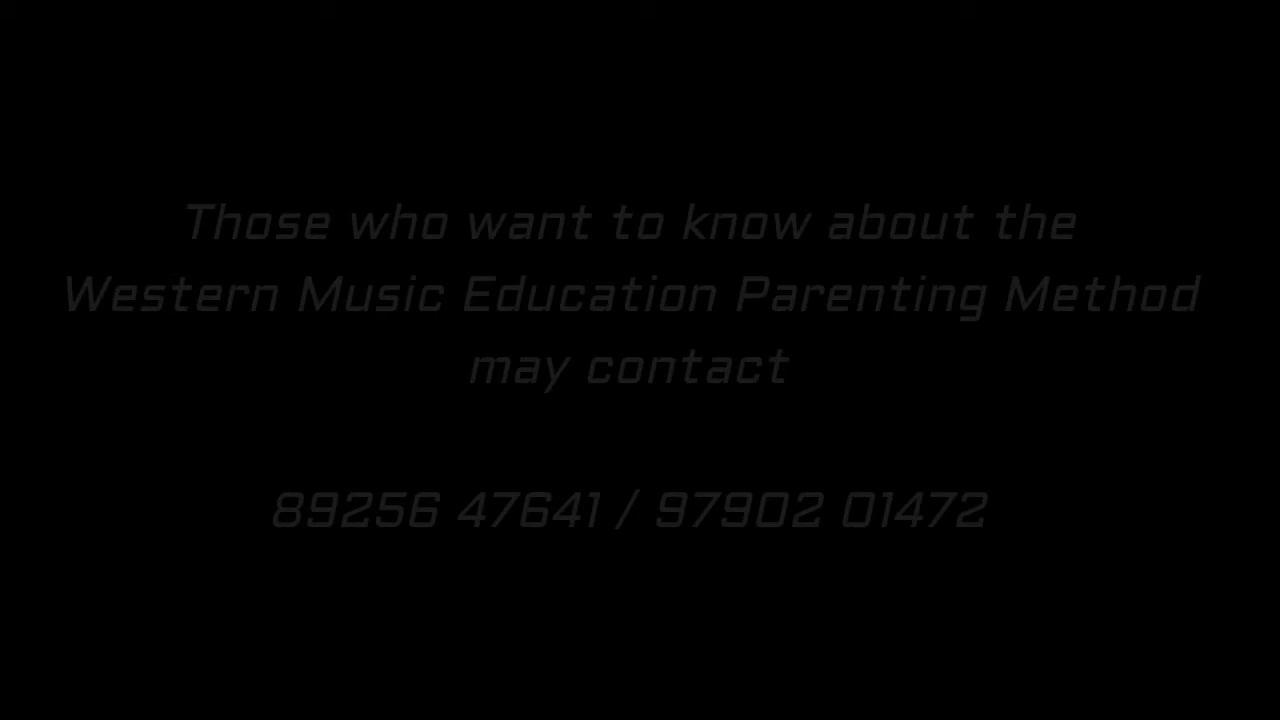 Those who want to know about the
Western Music Education Parenting Method
may contact
89256 47641 / 97902 01472